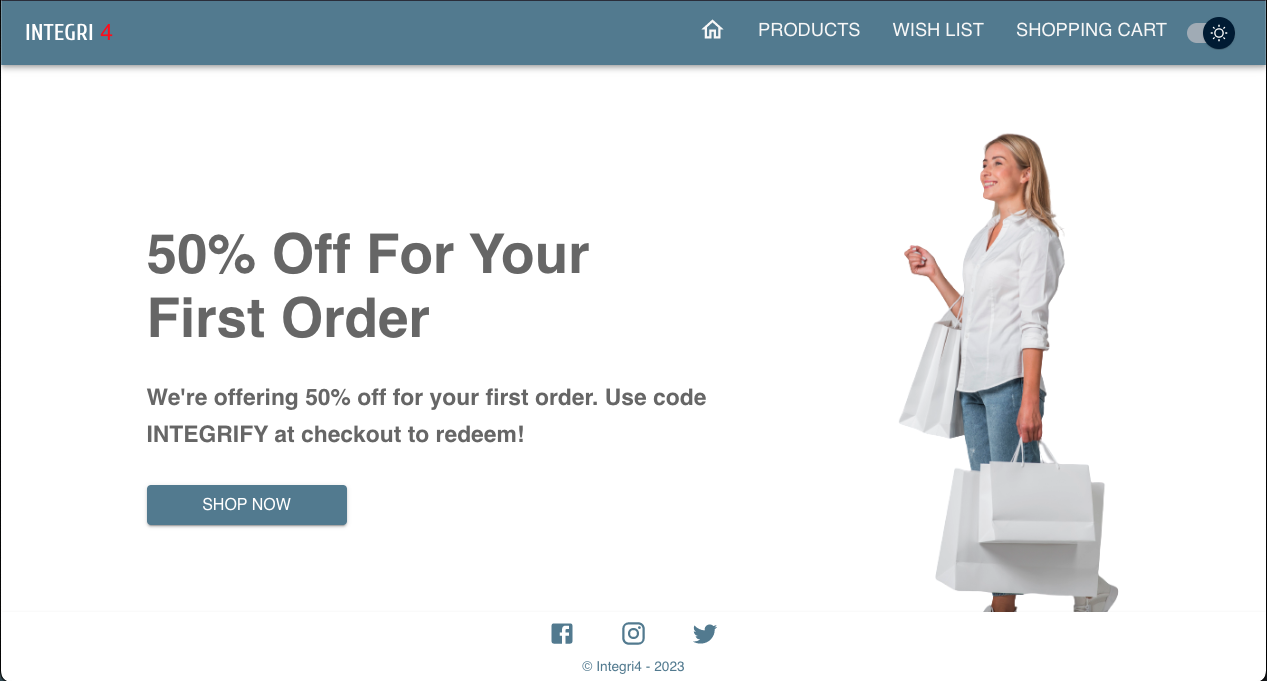 INTEGRI 4
PRODUCTS WISH LIST SHOPPING CART
50% Off For Your
First Order
We're offering 50% off for your first order. Use code
INTEGRIFY at checkout to redeem!
SHOP NOW
© Integri4 - 2023